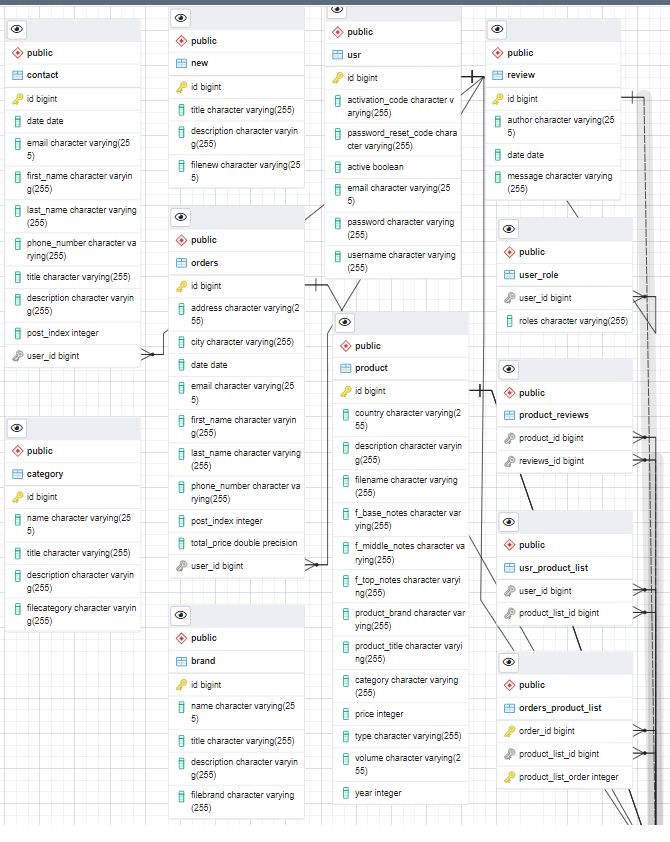 public
contact
id bigint
date date
email character varying(25
5)
first_name character varyin
g(255)
last_name character varying
(255)
phone_number character va
rying(255)
title character varying(255)
description character varyin
g(255)
post_index integer
user_id bigint
public
category
id bigint
name character varying(25
5)
title character varying(255)
description character varyin
g(255)
filecategory character varyin
g(255)
public
new
id bigint
title character varying(255)
description character varyin
g(255)
filenew character varying(25
5)
public
orders
id bigint
address character varying(2
55)
city character varying(255)
date date
email character varying(25
5)
first_name character varyin
g(255)
last_name character varying
(255)
phone_number character va
rying(255)
post_index integer
total_price double precision
user_id bigint
public
brand
id bigint
name character varying(25
5)
title character varying(255)
description character varyin
g(255)
filebrand character varying
(255)
public
usr
id bigint
activation_code character v
arying(255)
password_reset_code chara
cter varying(255)
active boolean
email character varying(25
5)
password character varying
(255)
username character varying
(255)
public
product
id bigint
country character varying(2
55)
description character varyin
g(255)
filename character varying
(255)
f_base_notes character var
ying(255)
f_middle_notes character va
rying(255)
f_top_notes character varyi
ng(255)
product_brand character var
ying(255)
product_title character varyi
ng(255)
category character varying
(255)
price integer
type character varying(255)
volume character varying(2
55)
year integer
public
review
id bigint
author character varying(25
5)
date date
message character varying
(255)
public
user_role
user_id bigint
roles character varying(255)
public
product_reviews
product_id bigint
reviews_id bigint
public
usr_product_list
user_id bigint
product_list_id bigint
public
orders_product_list
order_id bigint
product_list_id bigint
product_list_order integer